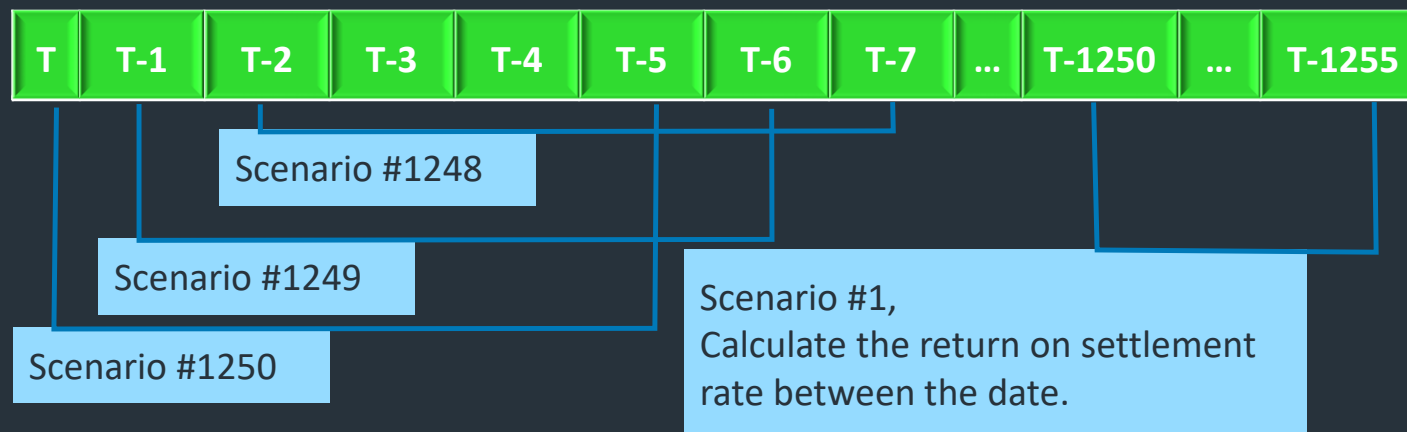 T T-1 T-2 T-3 T-4 T-5 T-6 T-7 ... T-1250 ... T-1255
Scenario #1248
Scenario #1249
Scenario #1250
Scenario #1,
Calculate the return on settlement
rate between the date.